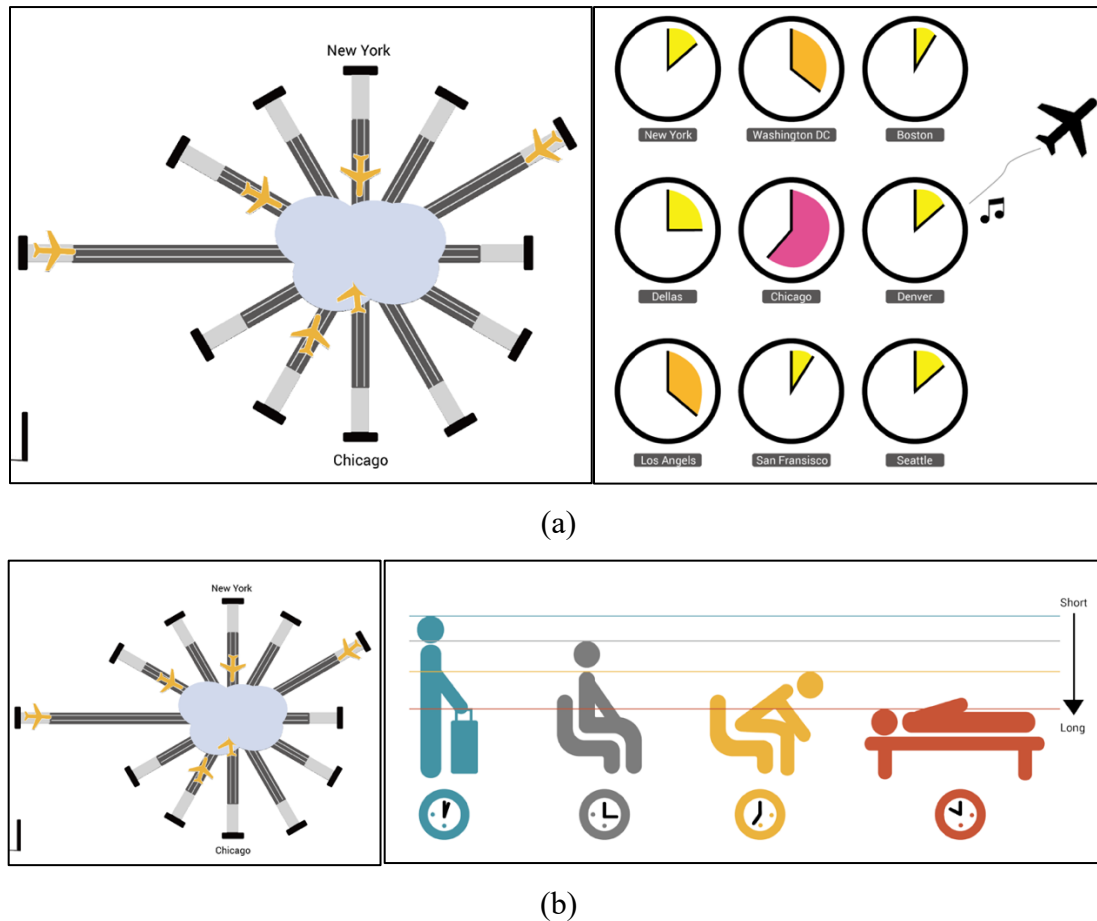 New York
Chicago
New York
Washington DC
Boston
Dellas
Chicago
Denver
Los Angels
San Fransisco
Seattle
(a)
New York
Chicago
Short
Long
(b)